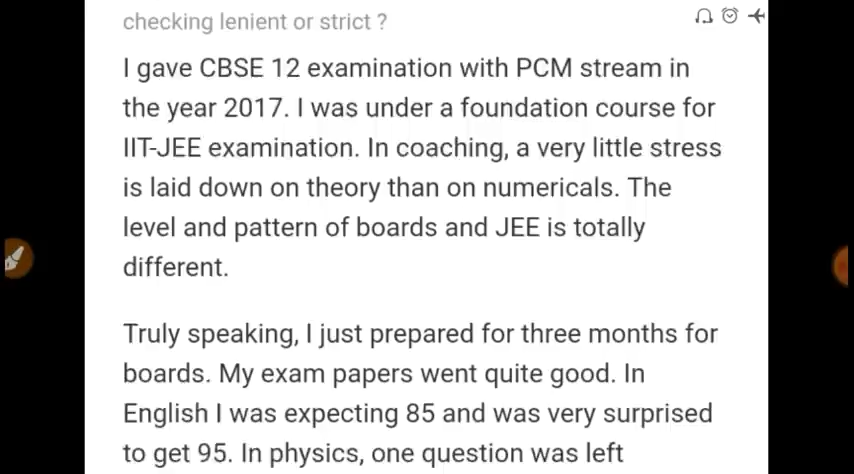 checking lenient or strict ?
I gave CBSE 12 examination with PCM stream in
the year 2017. I was under a foundation course for
IIT-JEE examination. In coaching, a very little stress
is laid down on theory than on numericals. The
level and pattern of boards and JEE is totally
different.
Truly speaking, I just prepared for three months for
boards. My exam papers went quite good. In
English I was expecting 85 and was very surprised
to get 95. In physics, one question was left